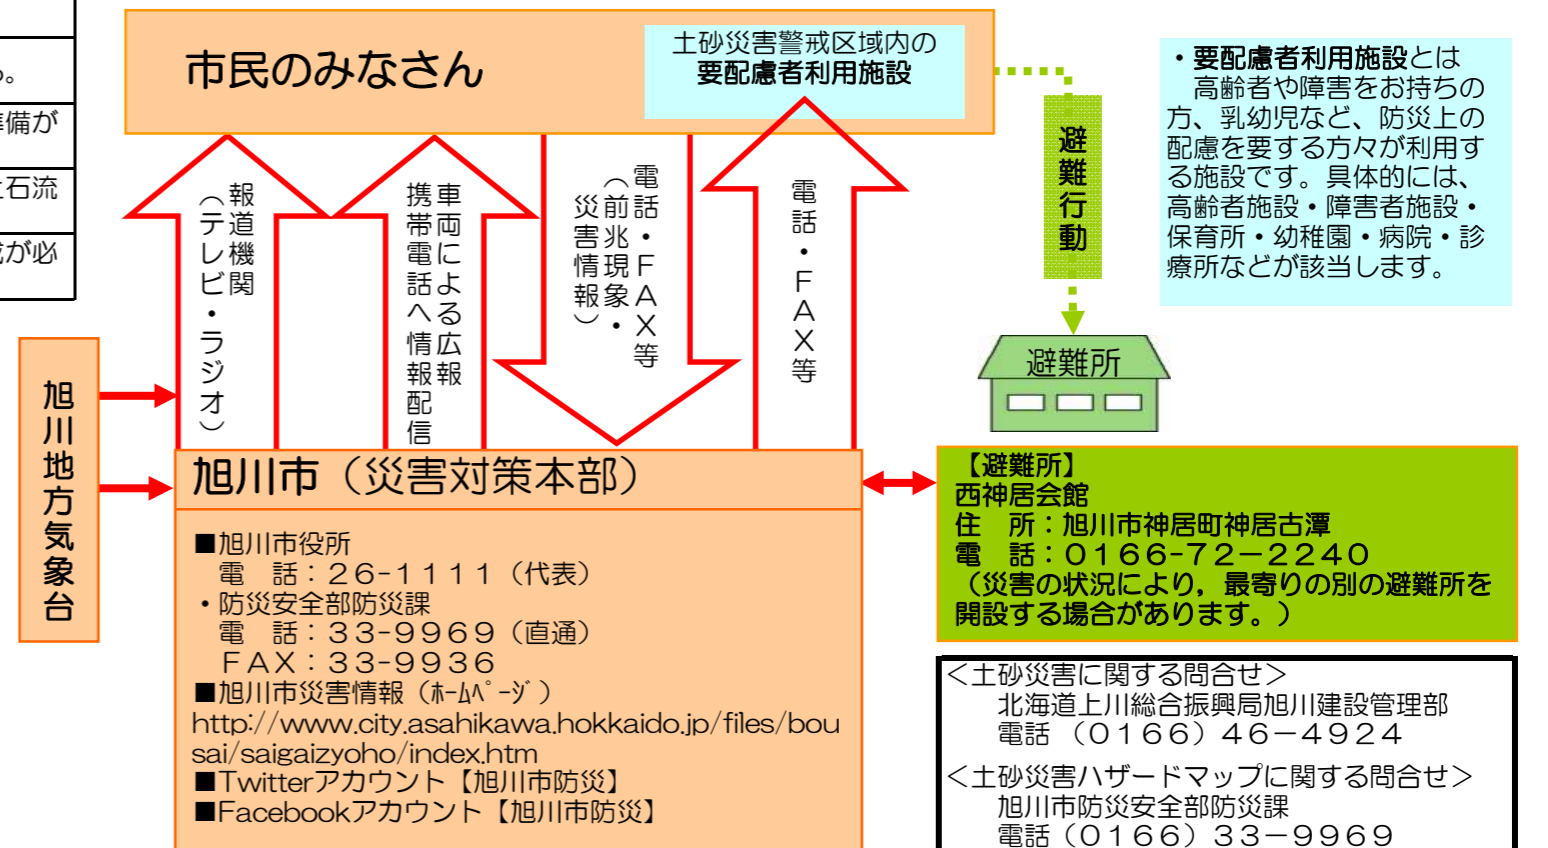 る。
準備が
土石流
成が必
市民のみなさん
土砂災害警戒区域内の
要配慮者利用施設
・要配慮者利用施設とは
高齢者や障害をお持ちの
方、乳幼児など、防災上の
配慮を要する方々が利用す
る施設です。具体的には、
高齢者施設・障害者施設・
保育所・幼稚園・病院・診
療所などが該当します。
報道機関
（テレビ・ラジオ）
車両による広報
携帯電話へ情報配信
電話・ＦＡＸ等
（前兆現象・
災害情報）
電話・ＦＡＸ等
避難行動
避難所
旭川地方気象台
旭川市（災害対策本部）
■旭川市役所
電　話：２６-１１１１（代表）
・防災安全部防災課
電　話：３３-９９６９（直通）
ＦＡＸ：３３-９９３６
■旭川市災害情報（ﾎｰﾑﾍﾟｰｼﾞ）
http://www.city.asahikawa.hokkaido.jp/files/bou
sai/saigaizyoho/index.htm
■Twitterアカウント【旭川市防災】
■Facebookアカウント【旭川市防災】
【避難所】
西神居会館
住　所：旭川市神居町神居古潭
電　話：０１６６-７２－２２４０
（災害の状況により，最寄りの別の避難所を
開設する場合があります。）
＜土砂災害に関する問合せ＞
北海道上川総合振興局旭川建設管理部
電話 （０１６６）４６－４９２４
＜土砂災害ハザードマップに関する問合せ＞
旭川市防災安全部防災課
電話（０１６６）３３－９９６９